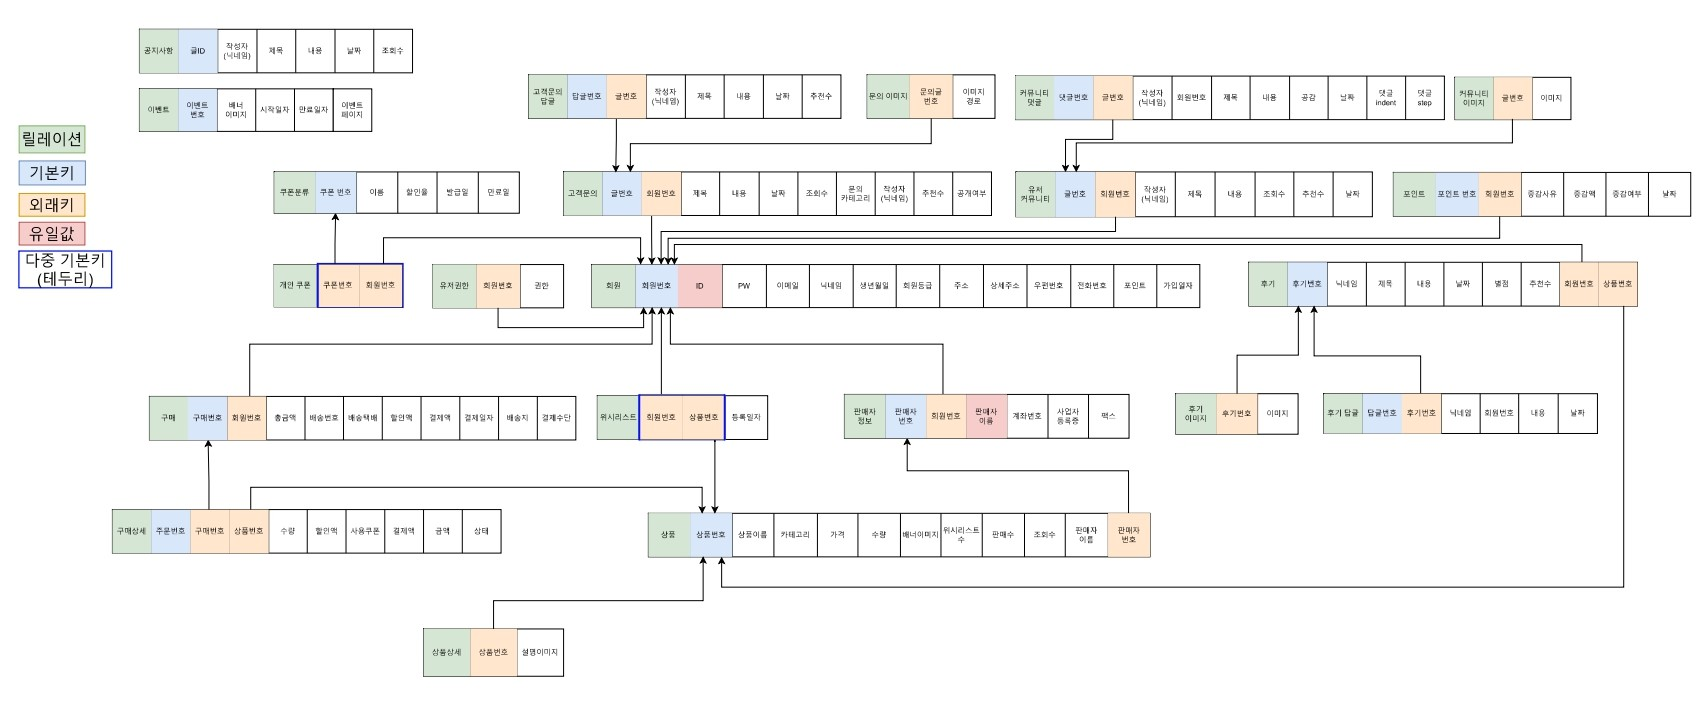 공지사항 글ID 작성자 제목 내용 날짜 조회수
(닉네임)
이벤트 이벤트 배너 시작일자 만료일자 이벤트
번호 이미지 페이지
고객문의 답글번호 글번호 작성자 제목 내용 날짜 추천수
답글 (닉네임)
문의 이미지 문의글 이미지
번호 경로
커뮤니티 댓글번호 글번호 작성자 회원번호 제목 내용 공감 날짜 댓글 댓글
댓글 (닉네임) indent step
커뮤니티 글번호 이미지
이미지
릴레이션
기본키
외래키
유일값
다중 기본키
(테두리)
쿠폰분류 쿠폰 번호 이름 할인율 발급일 만료일
고객문의 글번호 회원번호 제목 내용 날짜 조회수 문의 작성자 추천수 공개여부
카테고리 (닉네임)
유저 글번호 회원번호 작성자 제목 내용 조회수 추천수 날짜
커뮤니티 (닉네임)
포인트 포인트 번호 회원번호 증감사유 증감액 증감여부 날짜
개인 쿠폰 쿠폰번호 회원번호
유저권한 회원번호 권한
회원 회원번호 ID PW 이메일 닉네임 생년월일 회원등급 주소 상세주소 우편번호 전화번호 포인트 가입일자
후기 후기번호 닉네임 제목 내용 날짜 별점 추천수 회원번호 상품번호
구매 구매번호 회원번호 총금액 배송번호 배송택배 할인액 결제액 결제일자 배송지 결제수단
위시리스트 회원번호 상품번호 등록일자
판매자 판매자 회원번호 판매자 계좌번호 사업자 팩스
정보 번호 이름 등록증
후기 후기번호 이미지
이미지
후기 답글 답글번호 후기번호 닉네임 회원번호 내용 날짜
구매상세 주문번호 구매번호 상품번호 수량 할인액 사용쿠폰 결제액 금액 상태
상품 상품번호 상품이름 카테고리 가격 수량 배너이미지 위시리스트 판매수 조회수 판매자 판매자
수 이름 번호
상품상세 상품번호 설명이미지